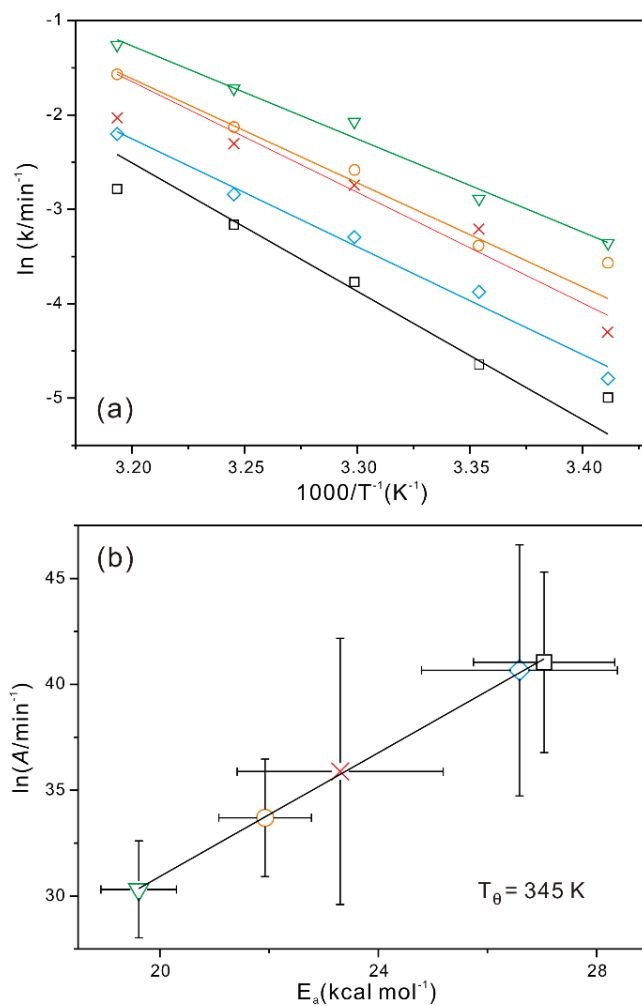 -1
-2
-3
-4
-5
ln (k/min⁻¹)
(a)
3.20 3.25 3.30 3.35 3.40
1000/T⁻¹(K⁻¹)
(b)
45
40
35
30
ln(A/min⁻¹)
T_θ = 345 K
20 24 28
E_a(kcal mol⁻¹)